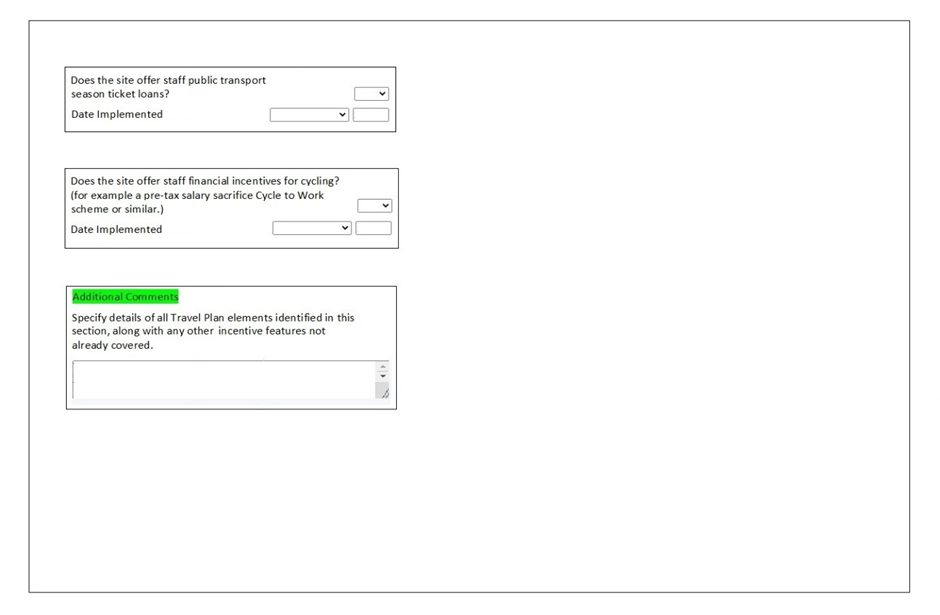 Does the site offer staff public transport
season ticket loans?
Date Implemented
Does the site offer staff financial incentives for cycling?
(for example a pre-tax salary sacrifice Cycle to Work
scheme or similar.)
Date Implemented
Additional Comments
Specify details of all Travel Plan elements identified in this
section, along with any other incentive features not
already covered.